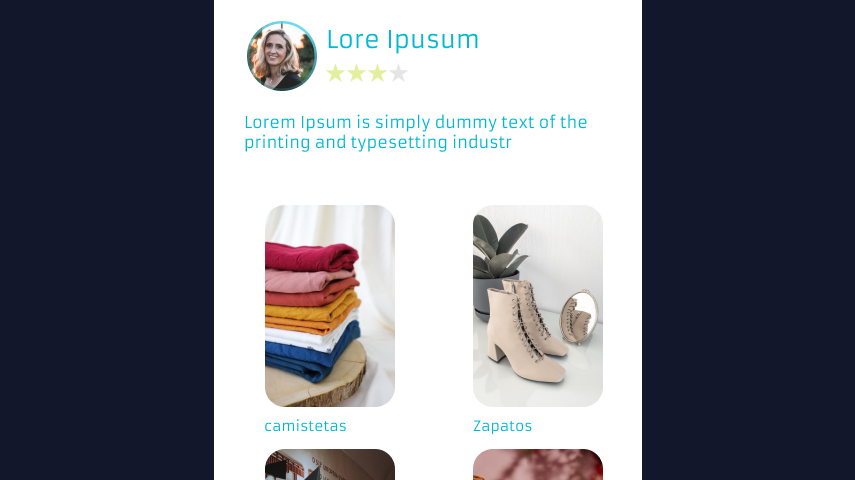 Lore Ipusum
Lorem Ipsum is simply dummy text of the
printing and typesetting industr
camistetas
Zapatos